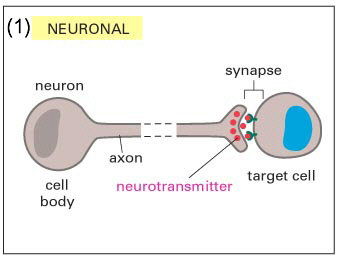 (1) NEURONAL
synapse
neuron
axon
cell
body
neurotransmitter
target cell